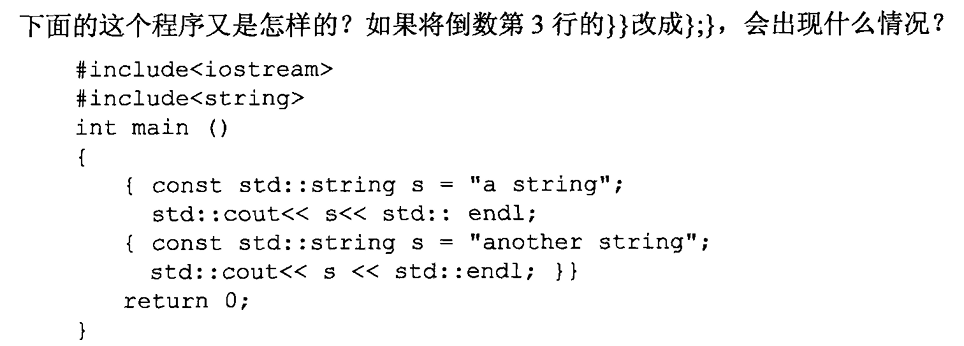 下面的这个程序又是怎样的？如果将倒数第 3 行的}}改成};}，会出现什么情况？
#include<iostream>
#include<string>
int main ()
{
{ const std::string s = "a string";
std::cout<< s<< std:: endl;
{ const std::string s = "another string";
std::cout<< s << std::endl; }}
return 0;
}